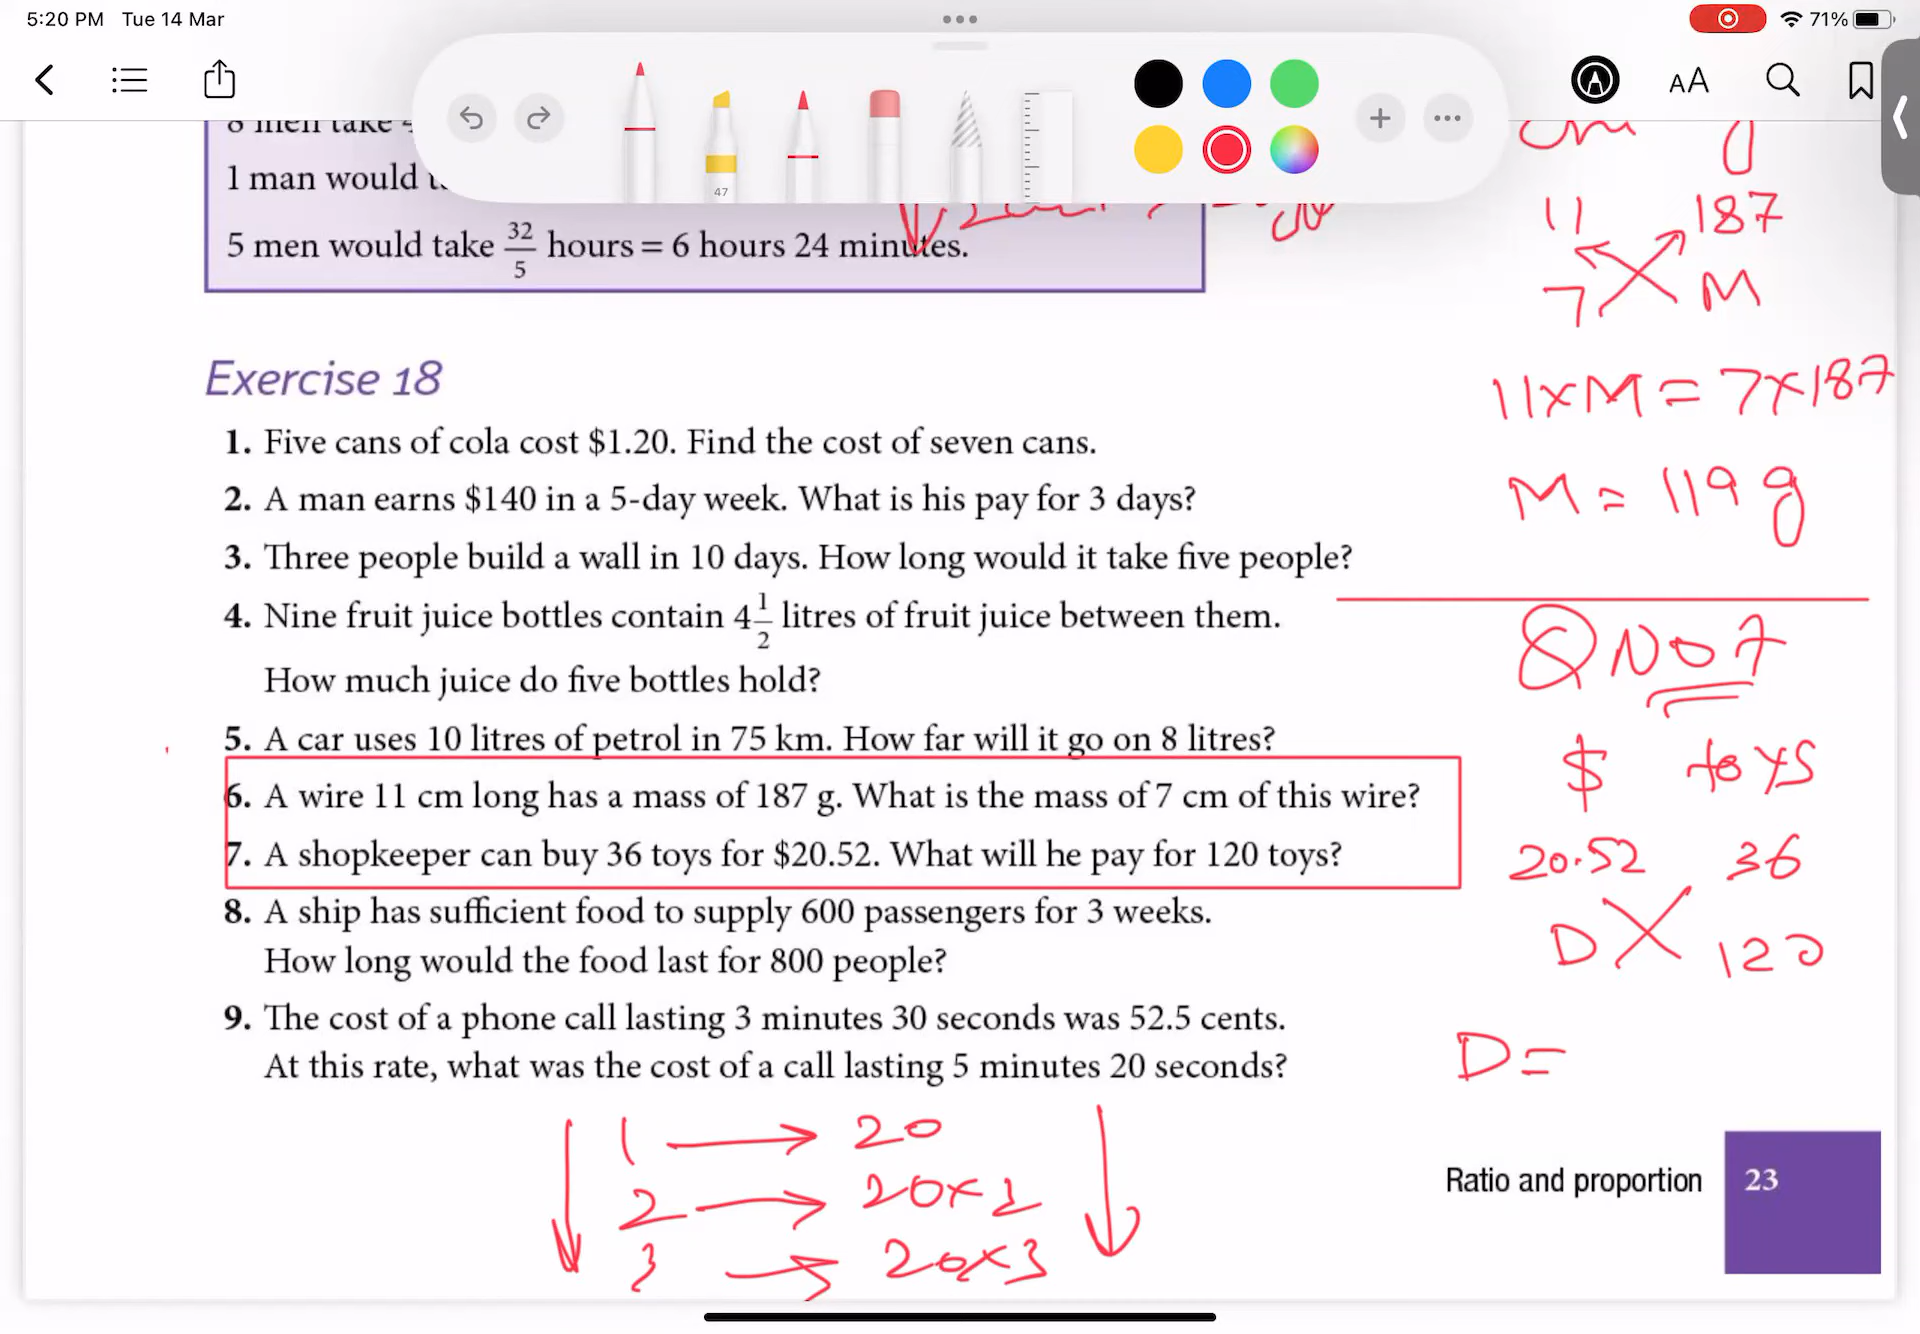 5:20 PM Tue 14 Mar
71%
AA
47
8 men take
1 man would
5 men would take 32/5 hours = 6 hours 24 minutes.
Exercise 18
1. Five cans of cola cost $1.20. Find the cost of seven cans.
2. A man earns $140 in a 5-day week. What is his pay for 3 days?
3. Three people build a wall in 10 days. How long would it take five people?
4. Nine fruit juice bottles contain 4 1/2 litres of fruit juice between them.
How much juice do five bottles hold?
5. A car uses 10 litres of petrol in 75 km. How far will it go on 8 litres?
6. A wire 11 cm long has a mass of 187 g. What is the mass of 7 cm of this wire?
7. A shopkeeper can buy 36 toys for $20.52. What will he pay for 120 toys?
8. A ship has sufficient food to supply 600 passengers for 3 weeks.
How long would the food last for 800 people?
9. The cost of a phone call lasting 3 minutes 30 seconds was 52.5 cents.
At this rate, what was the cost of a call lasting 5 minutes 20 seconds?
1 → 20
2 → 20×2
3 → 20×3
cm g
11 187
7 M
11×M = 7×187
M = 119 g
Q NO 7
$ toys
20.52 36
D 120
D =
Ratio and proportion 23